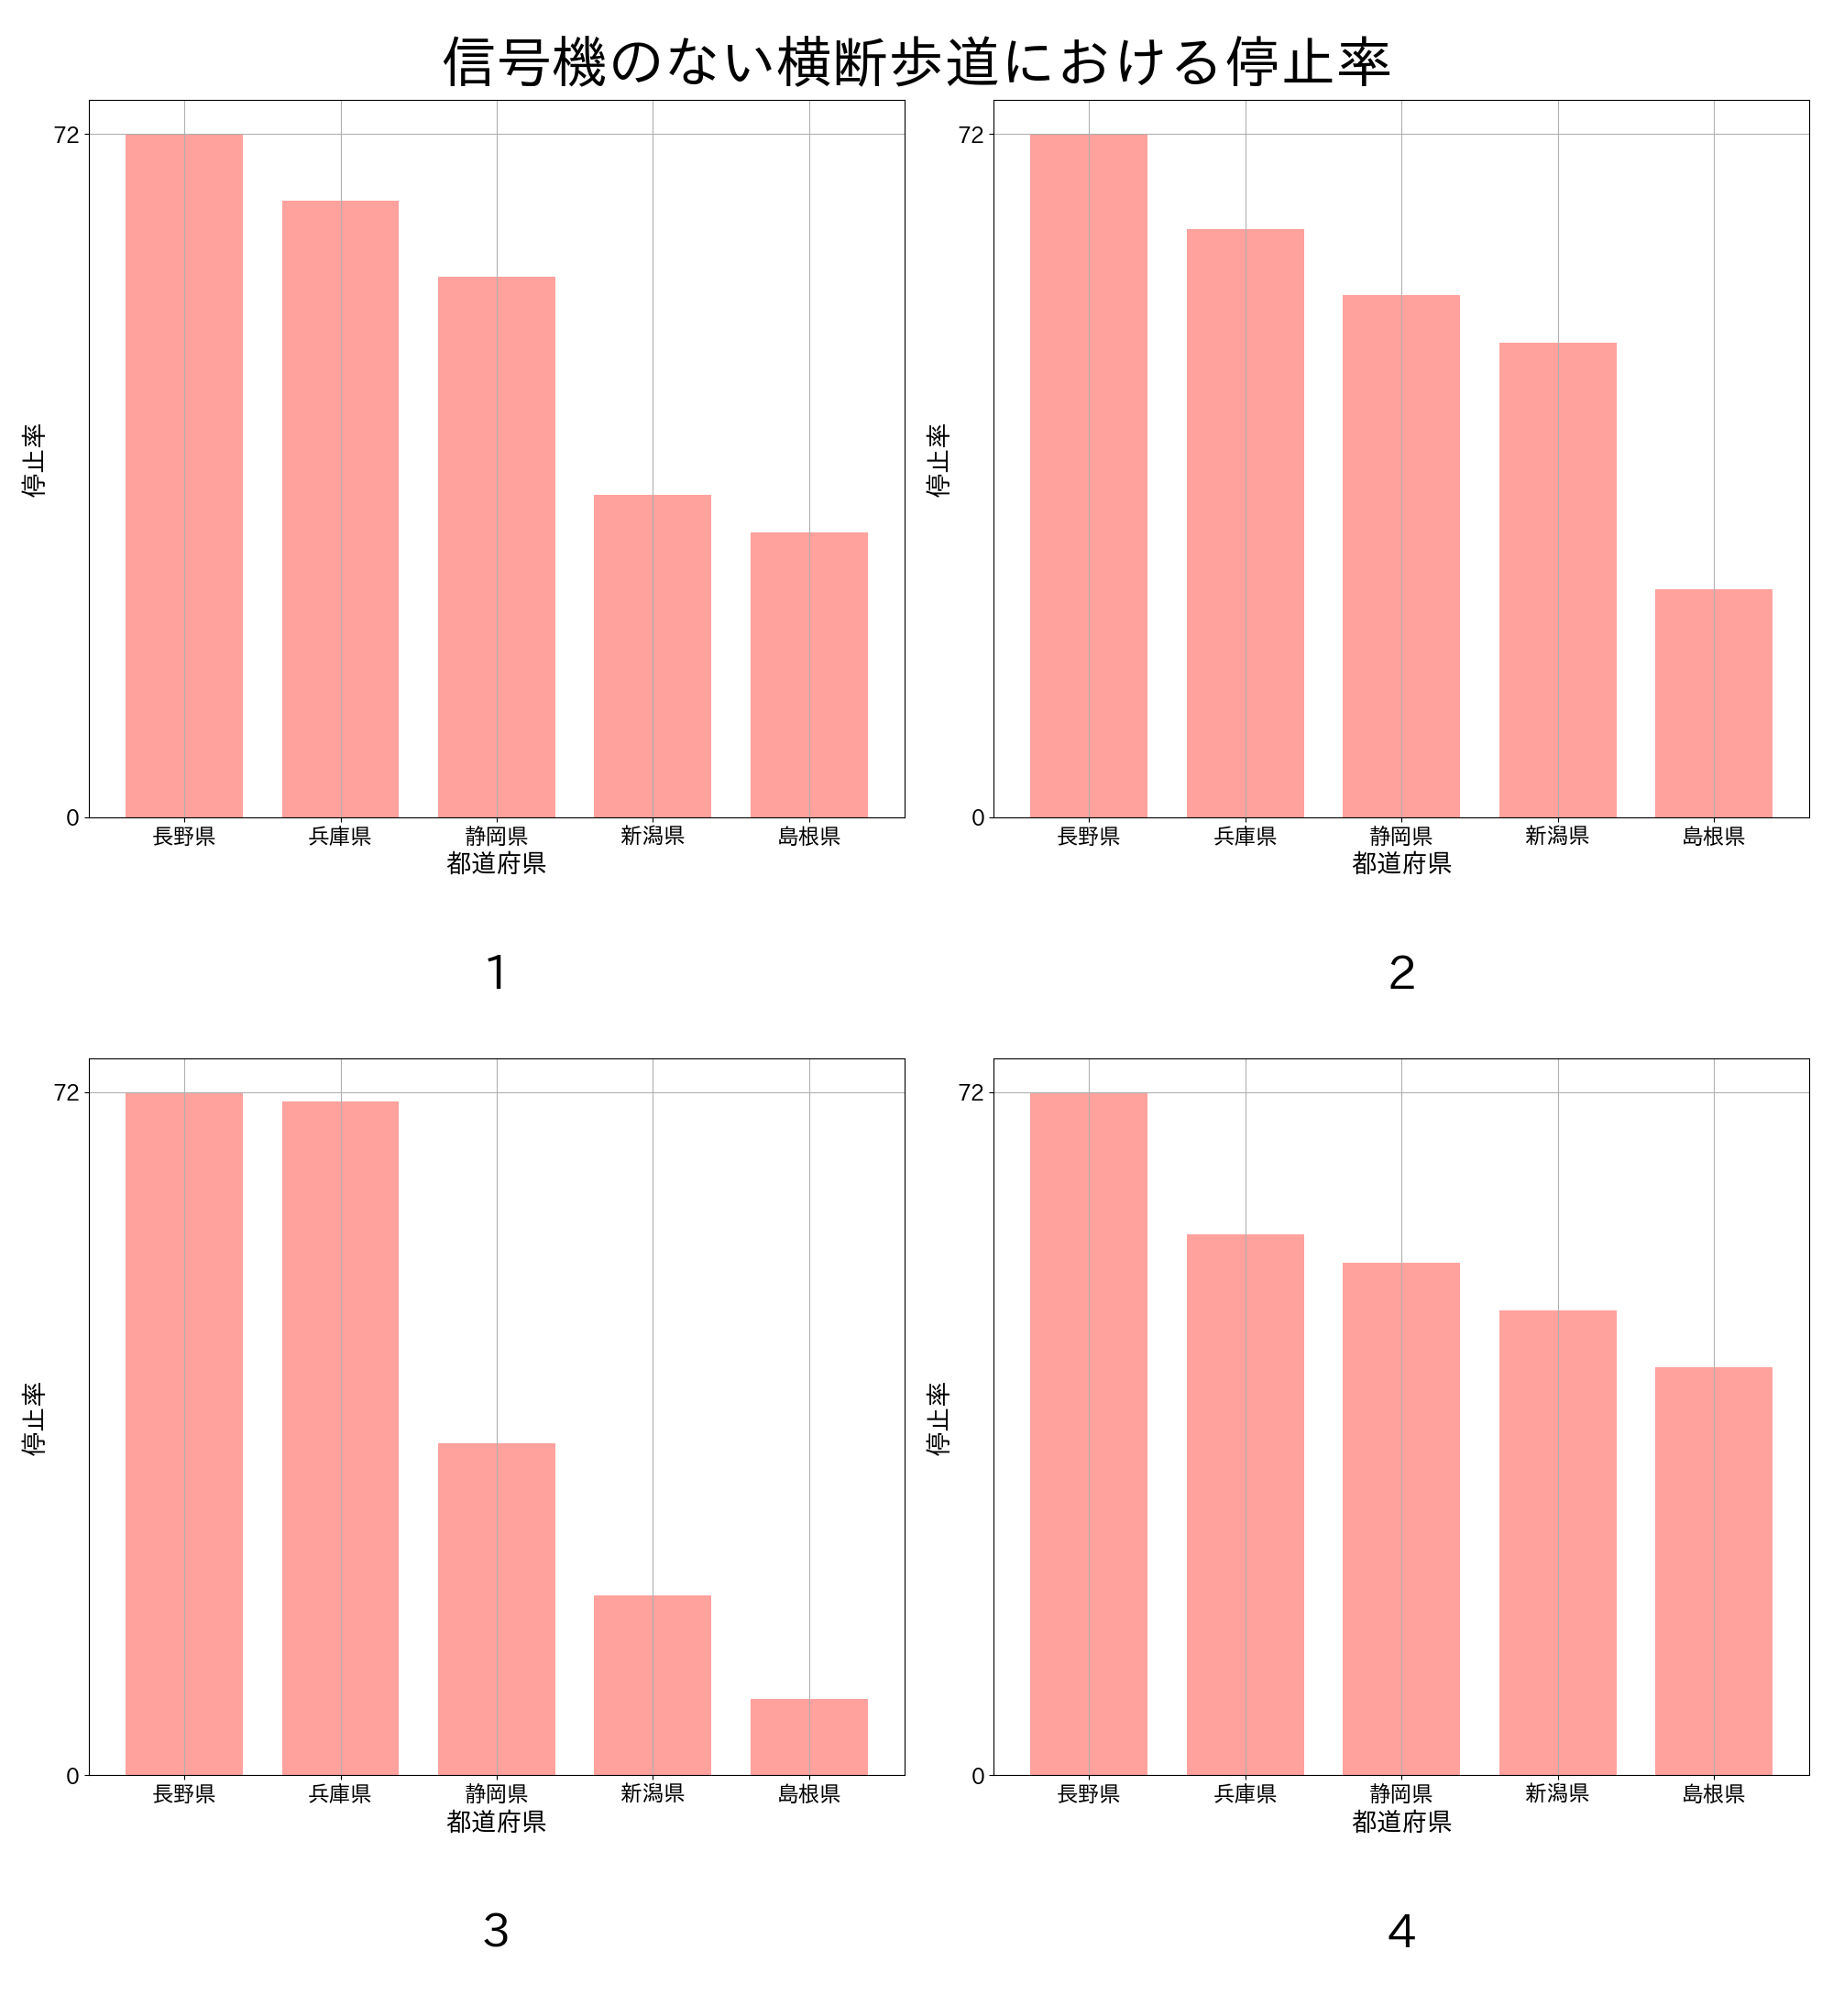 信号機のない横断歩道における停止率
72
停止率
0
長野県 兵庫県 静岡県 新潟県 島根県
都道府県
1
72
停止率
0
長野県 兵庫県 静岡県 新潟県 島根県
都道府県
2
72
停止率
0
長野県 兵庫県 静岡県 新潟県 島根県
都道府県
3
72
停止率
0
長野県 兵庫県 静岡県 新潟県 島根県
都道府県
4